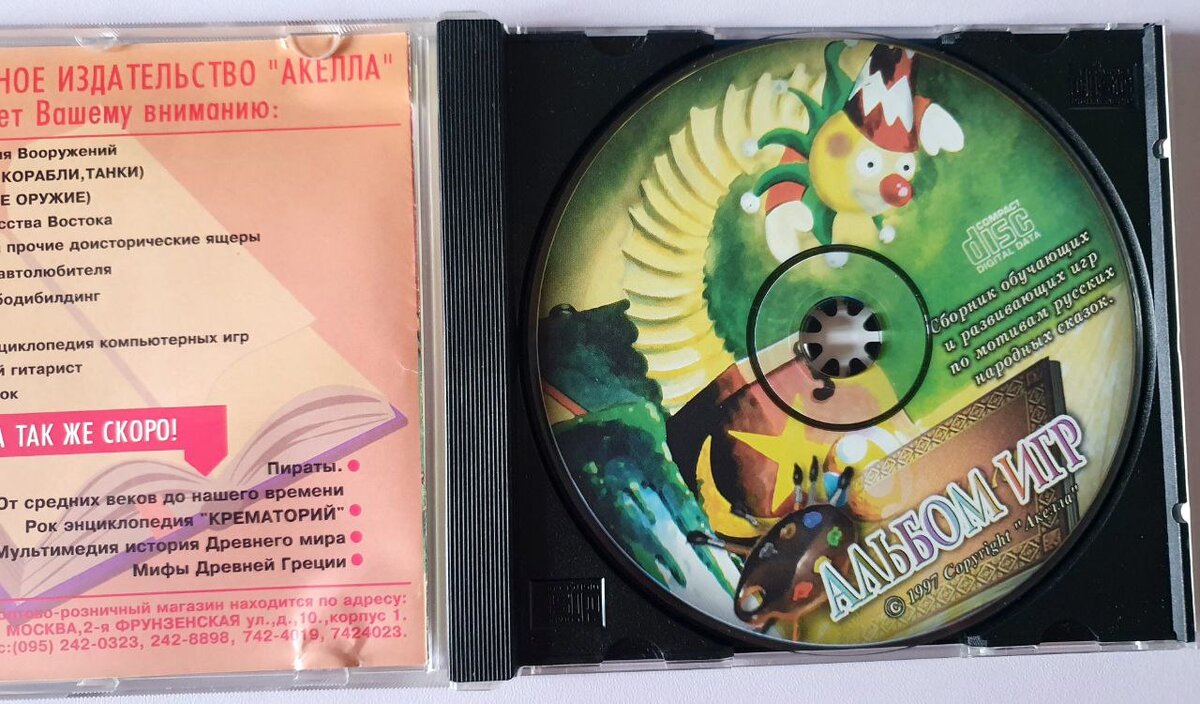 НОЕ ИЗДАТЕЛЬСТВО "АКЕЛЛА"
ет Вашему вниманию:
ия Вооружений
КОРАБЛИ,ТАНКИ)
Е ОРУЖИЕ)
сства Востока
прочие доисторические ящеры
автолюбителя
бодибилдинг
циклопедия компьютерных игр
й гитарист
ок
А ТАК ЖЕ СКОРО!
Пираты.
От средних веков до нашего времени
Рок энциклопедия "КРЕМАТОРИЙ"
Мультимедия история Древнего мира
Мифы Древней Греции
оптово-розничный магазин находится по адресу:
МОСКВА,2-я ФРУНЗЕНСКАЯ ул.,д.,10.,корпус 1.
с:(095) 242-0323, 242-8898, 742-4019, 7424023.
COMPACT
disc
DIGITAL DATA
Сборник обучающих
и развивающих игр
по мотивам русских
народных сказок.
АЛЬБОМ ИГР
© 1997 Copyright "Акелла"